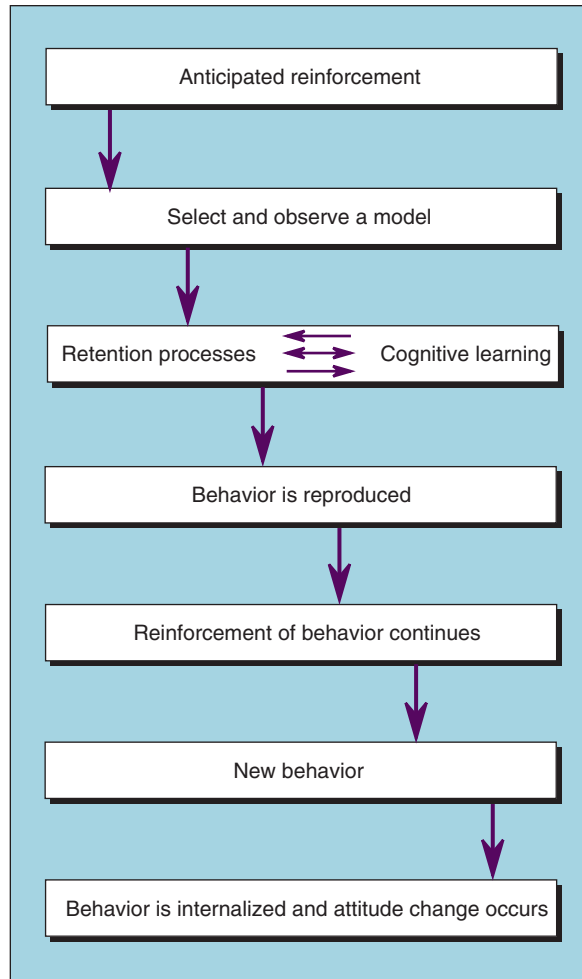 Anticipated reinforcement
Select and observe a model
Retention processes Cognitive learning
Behavior is reproduced
Reinforcement of behavior continues
New behavior
Behavior is internalized and attitude change occurs